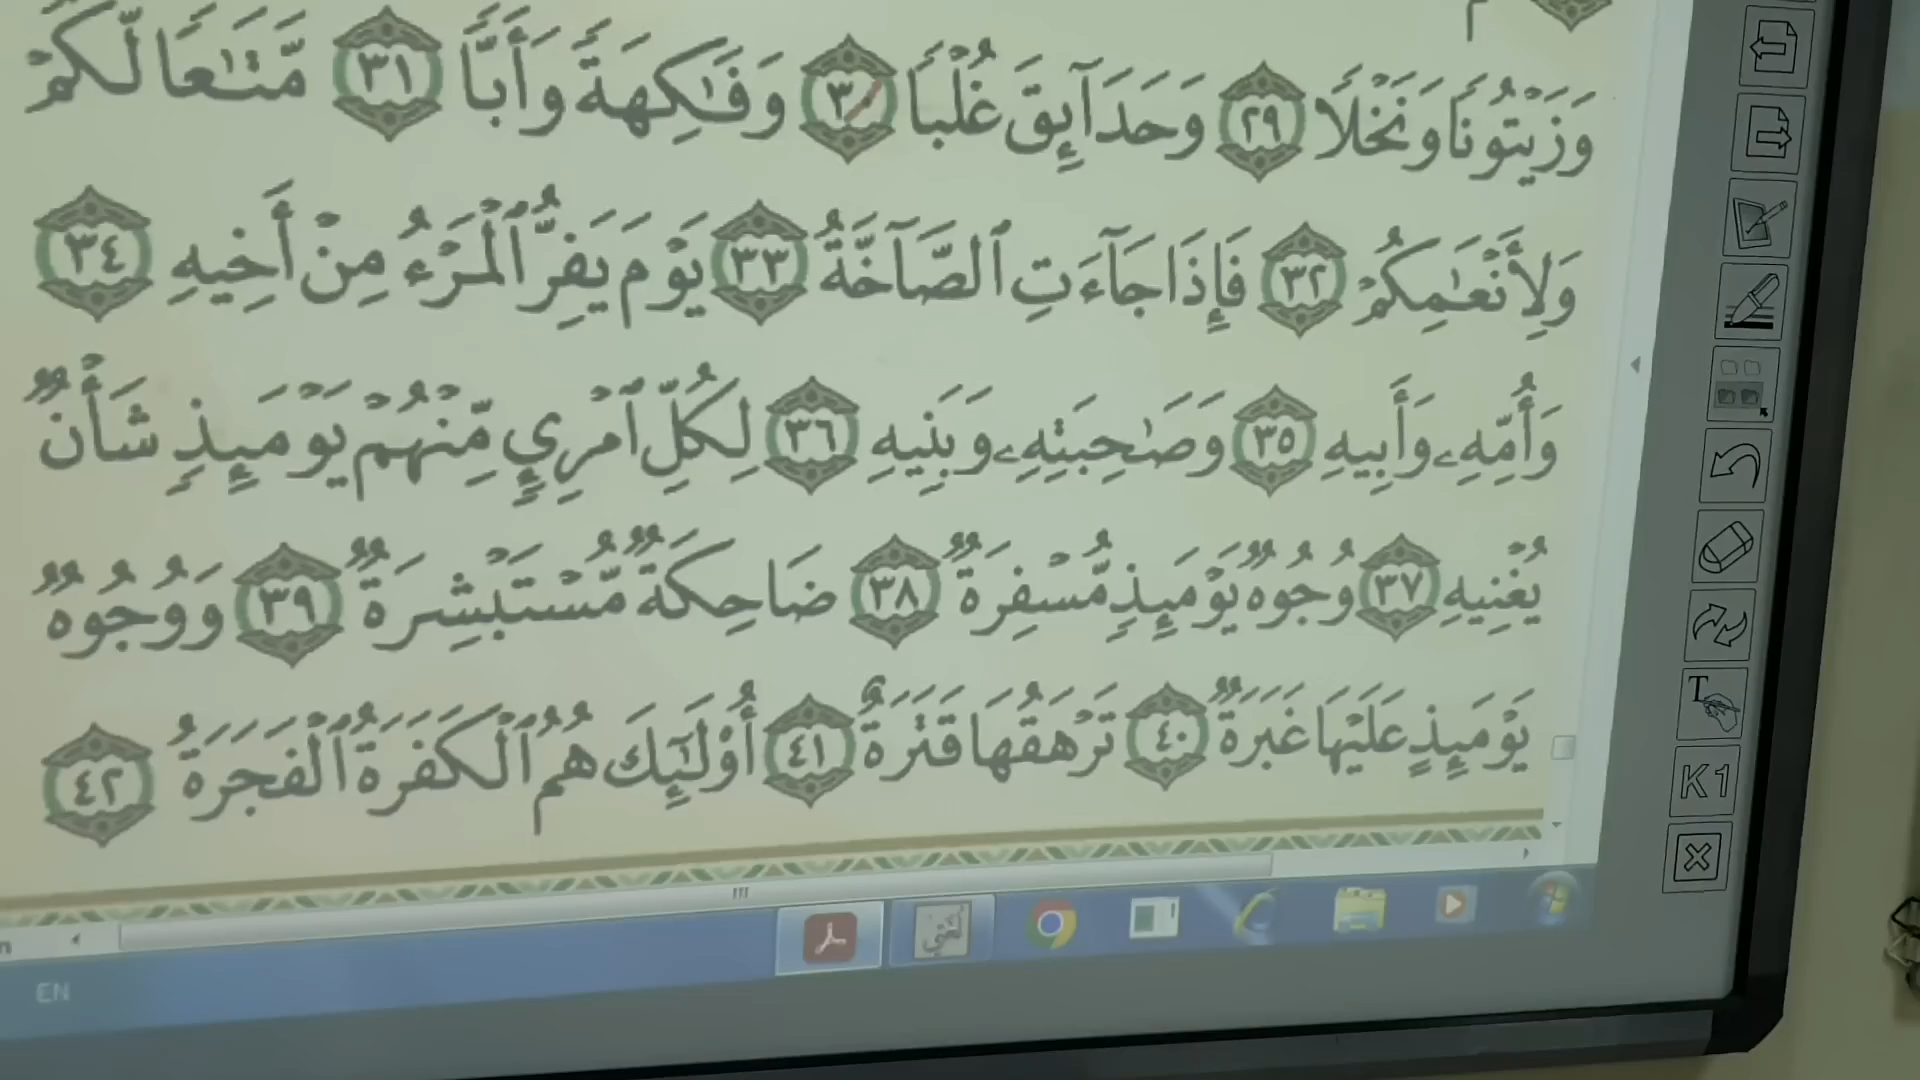 وَزَيْتُونًا وَنَخْلًا ٢٩ وَحَدَآئِقَ غُلْبًا ٣٠ وَفَٰكِهَةً وَأَبًّا ٣١ مَّتَٰعًا لَّكُمْ
وَلِأَنْعَٰمِكُمْ ٣٢ فَإِذَا جَآءَتِ ٱلصَّآخَّةُ ٣٣ يَوْمَ يَفِرُّ ٱلْمَرْءُ مِنْ أَخِيهِ ٣٤
وَأُمِّهِۦ وَأَبِيهِ ٣٥ وَصَٰحِبَتِهِۦ وَبَنِيهِ ٣٦ لِكُلِّ ٱمْرِئٍ مِّنْهُمْ يَوْمَئِذٍ شَأْنٌ
يُغْنِيهِ ٣٧ وُجُوهٌ يَوْمَئِذٍ مُّسْفِرَةٌ ٣٨ ضَاحِكَةٌ مُّسْتَبْشِرَةٌ ٣٩ وَوُجُوهٌ
يَوْمَئِذٍ عَلَيْهَا غَبَرَةٌ ٤٠ تَرْهَقُهَا قَتَرَةٌ ٤١ أُو۟لَٰٓئِكَ هُمُ ٱلْكَفَرَةُ ٱلْفَجَرَةُ ٤٢
EN
T
K1